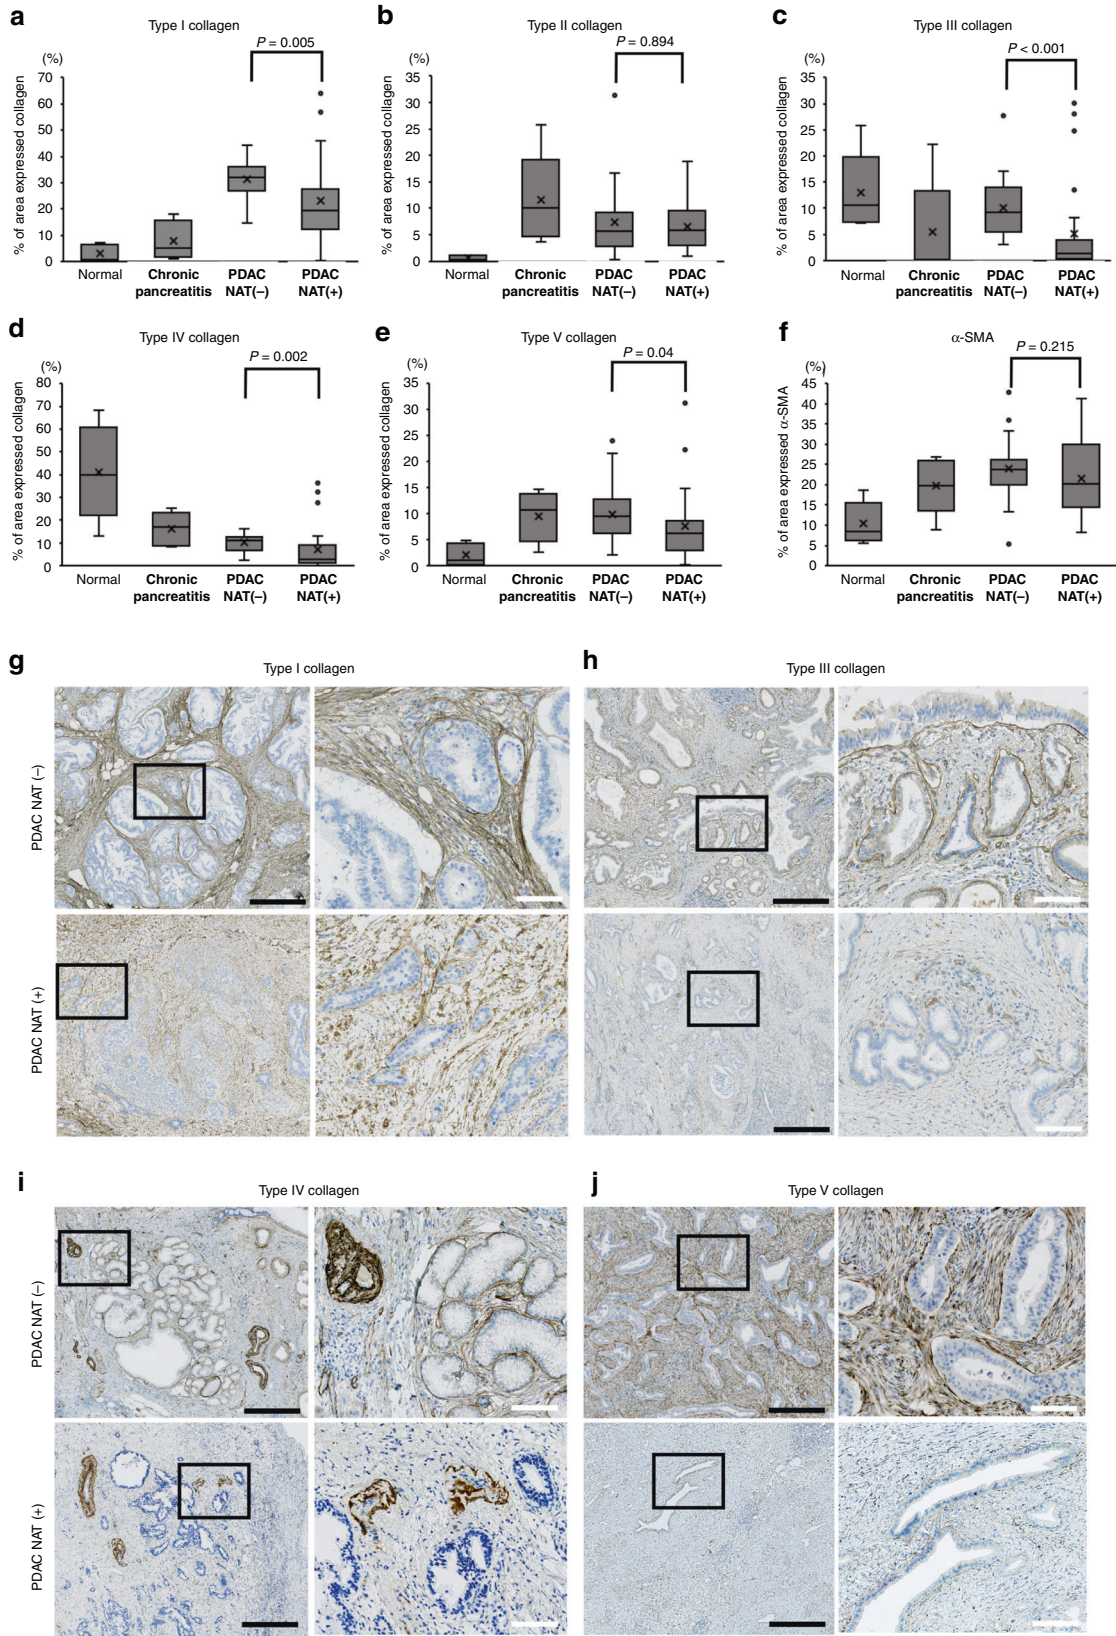 a
Type I collagen
P = 0.005
(%)
% of area expressed collagen
70
60
50
40
30
20
10
0
Normal
Chronic pancreatitis
PDAC NAT(–)
PDAC NAT(+)
b
Type II collagen
P = 0.894
(%)
% of area expressed collagen
35
30
25
20
15
10
5
0
Normal
Chronic pancreatitis
PDAC NAT(–)
PDAC NAT(+)
c
Type III collagen
P < 0.001
(%)
% of area expressed collagen
35
30
25
20
15
10
5
0
Normal
Chronic pancreatitis
PDAC NAT(–)
PDAC NAT(+)
d
Type IV collagen
P = 0.002
(%)
% of area expressed collagen
80
70
60
50
40
30
20
10
0
Normal
Chronic pancreatitis
PDAC NAT(–)
PDAC NAT(+)
e
Type V collagen
P = 0.04
(%)
% of area expressed collagen
35
30
25
20
15
10
5
0
Normal
Chronic pancreatitis
PDAC NAT(–)
PDAC NAT(+)
f
α-SMA
P = 0.215
(%)
% of area expressed α-SMA
45
40
35
30
25
20
15
10
5
0
Normal
Chronic pancreatitis
PDAC NAT(–)
PDAC NAT(+)
g
Type I collagen
PDAC NAT (–)
PDAC NAT (+)
h
Type III collagen
i
Type IV collagen
PDAC NAT (–)
PDAC NAT (+)
j
Type V collagen